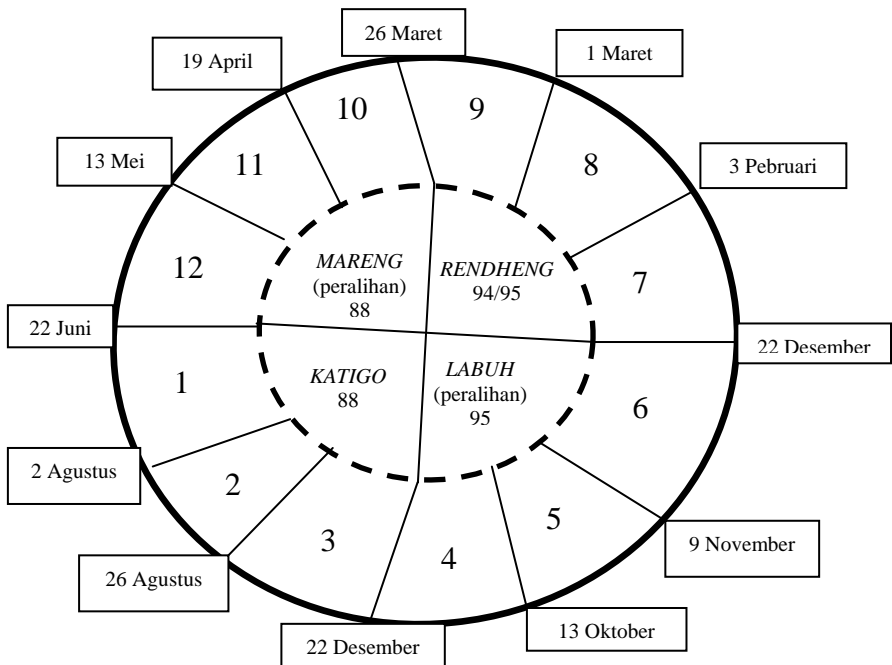 26 Maret
19 April
1 Maret
10
9
13 Mei
11
8
3 Pebruari
12
MARENG
(peralihan)
88
RENDHENG
94/95
7
22 Juni
22 Desember
1
KATIGO
88
LABUH
(peralihan)
95
6
2 Agustus
2
3
4
5
9 November
26 Agustus
22 Desember
13 Oktober